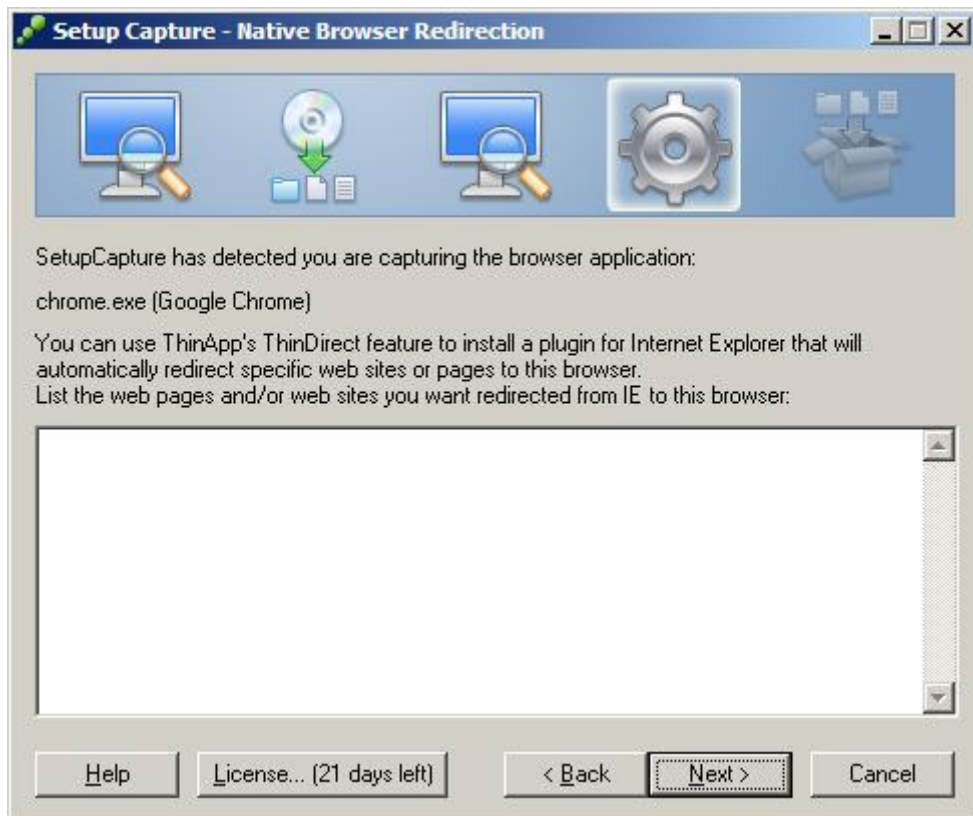 Setup Capture - Native Browser Redirection
SetupCapture has detected you are capturing the browser application:
chrome.exe (Google Chrome)
You can use ThinApp's ThinDirect feature to install a plugin for Internet Explorer that will
automatically redirect specific web sites or pages to this browser.
List the web pages and/or web sites you want redirected from IE to this browser:
Help License... (21 days left) < Back Next > Cancel